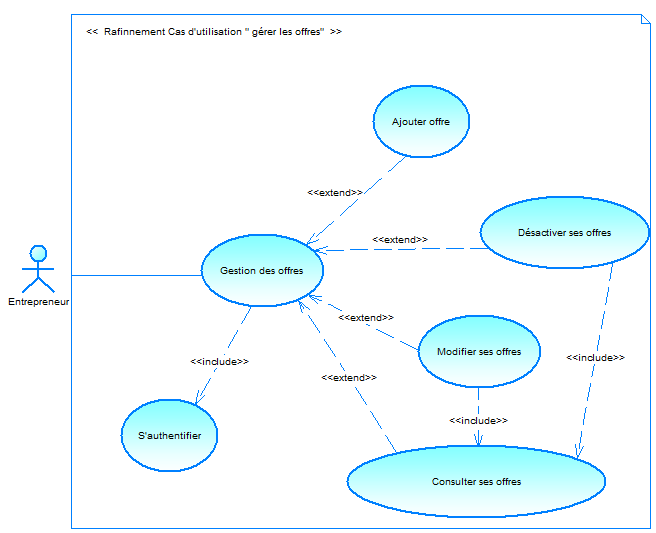 << Rafinnement Cas d'utilisation " gérer les offres" >>
Ajouter offre
<<extend>>
Désactiver ses offres
<<extend>>
Gestion des offres
Entrepreneur
<<extend>>
Modifier ses offres
<<include>>
<<include>>
<<extend>>
<<include>>
S'authentifier
Consulter ses offres